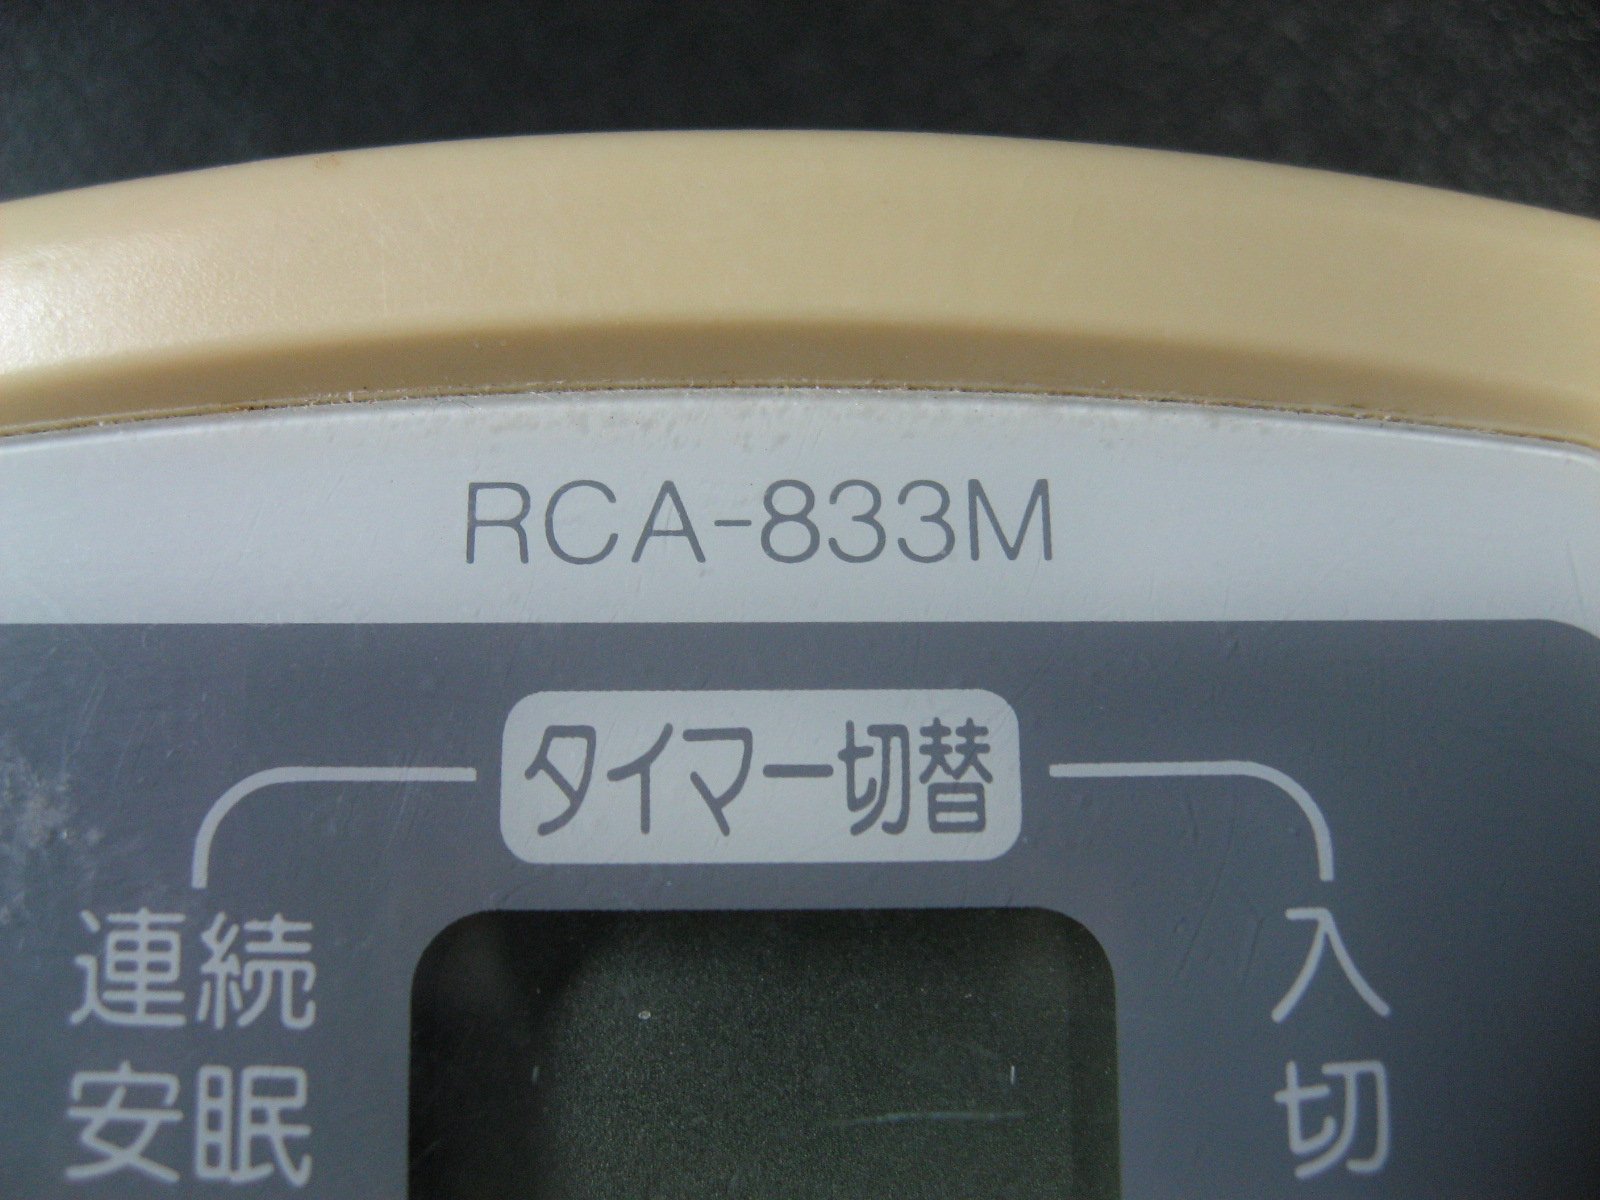 RCA-833M
タイマー切替
連続
入
安眠
切